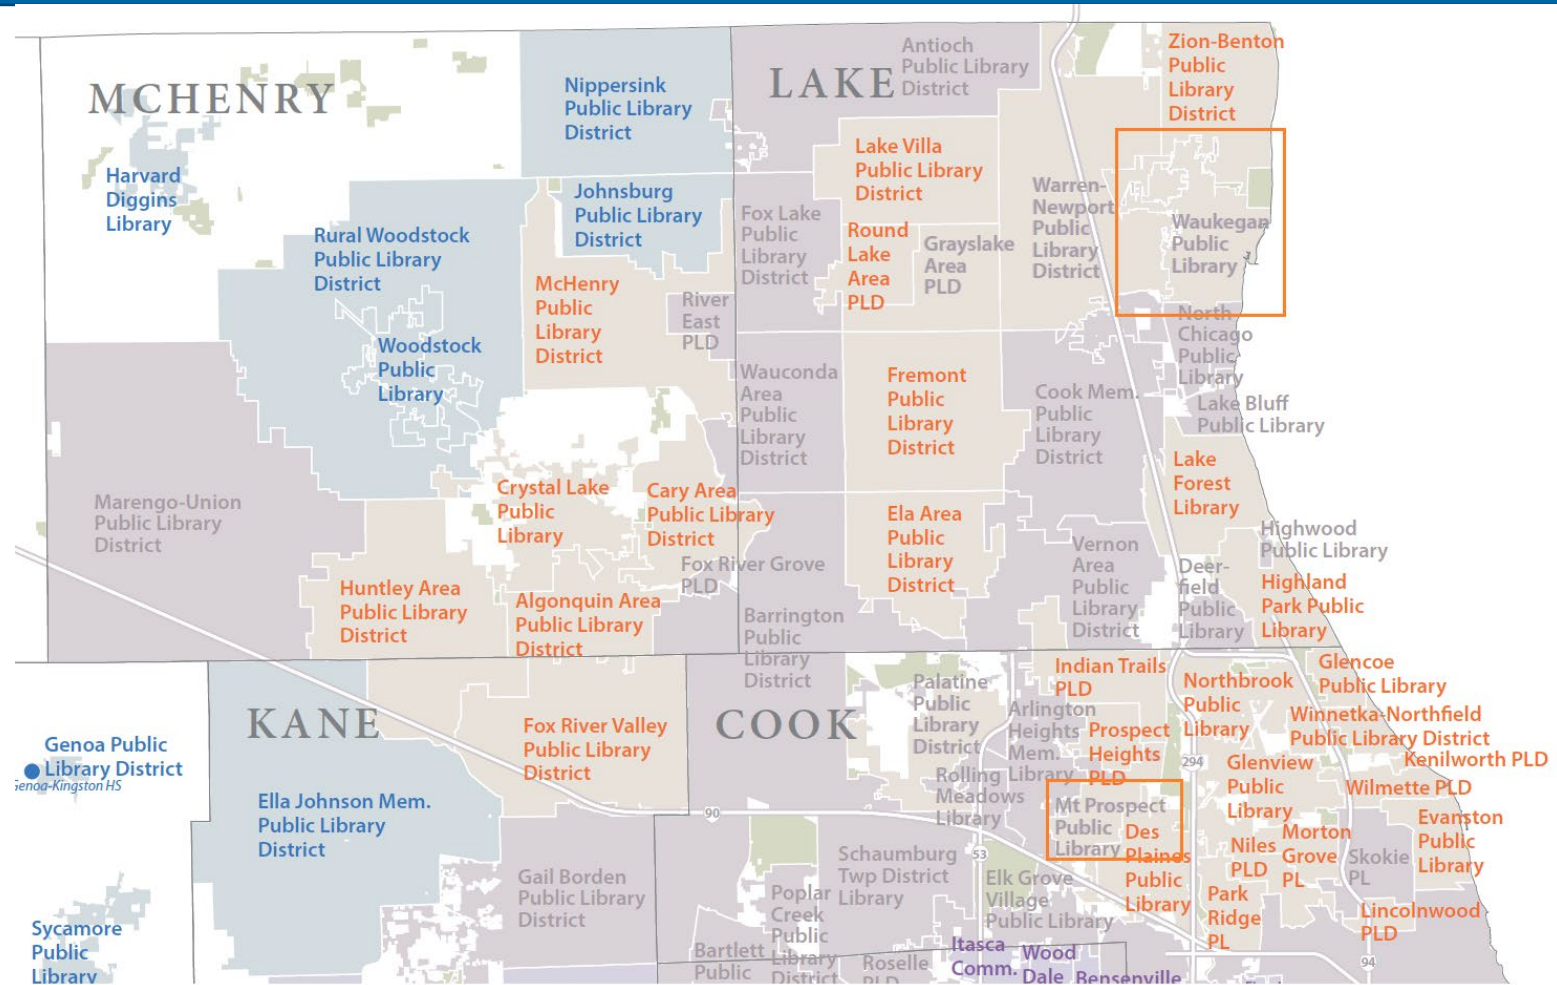 MCHENRY
Harvard
Diggins
Library
Nippersink
Public Library
District
Johnsburg
Public Library
District
Rural Woodstock
Public Library
District
Woodstock
Public
Library
McHenry
Public
Library
District
River
East
PLD
Marengo-Union
Public Library
District
Crystal Lake
Public
Library
Cary Area
Public Library
District
Fox River Grove
PLD
Huntley Area
Public Library
District
Algonquin Area
Public Library
District
LAKE
Antioch
Public Library
District
Zion-Benton
Public
Library
District
Lake Villa
Public Library
District
Fox Lake
Public
Library
District
Round
Lake
Area
PLD
Grayslake
Area
PLD
Warren-
Newport
Public
Library
District
Waukegan
Public
Library
North
Chicago
Public
Library
Wauconda
Area
Public
Library
District
Fremont
Public
Library
District
Cook Mem.
Public
Library
District
Lake Bluff
Public Library
Lake
Forest
Library
Ela Area
Public
Library
District
Vernon
Area
Public
Library
District
Highwood
Public Library
Deer-
field
Public
Library
Highland
Park Public
Library
Barrington
Public
Library
District
KANE
Genoa Public
Library District
Genoa-Kingston HS
Ella Johnson Mem.
Public Library
District
Fox River Valley
Public Library
District
Sycamore
Public
Library
Gail Borden
Public Library
District
90
COOK
Palatine
Public
Library
District
Arlington
Heights
Mem.
Library
Indian Trails
PLD
Prospect
Heights
PLD
Northbrook
Public
Library
Glencoe
Public Library
Winnetka-Northfield
Public Library District
Kenilworth PLD
294
Glenview
Public
Library
Wilmette PLD
Rolling
Meadows
Library
Mt Prospect
Public
Library
Des
Plaines
Public
Library
Niles
PLD
Morton
Grove
PL
Skokie
PL
Evanston
Public
Library
Schaumburg
Twp District
Library
53
Elk Grove
Village
Public Library
Park
Ridge
PL
Lincolnwood
PLD
Poplar
Creek
Public
Library
District
Bartlett
Public
Roselle
PLD
Itasca
Comm.
Wood
Dale
Bensenville
94